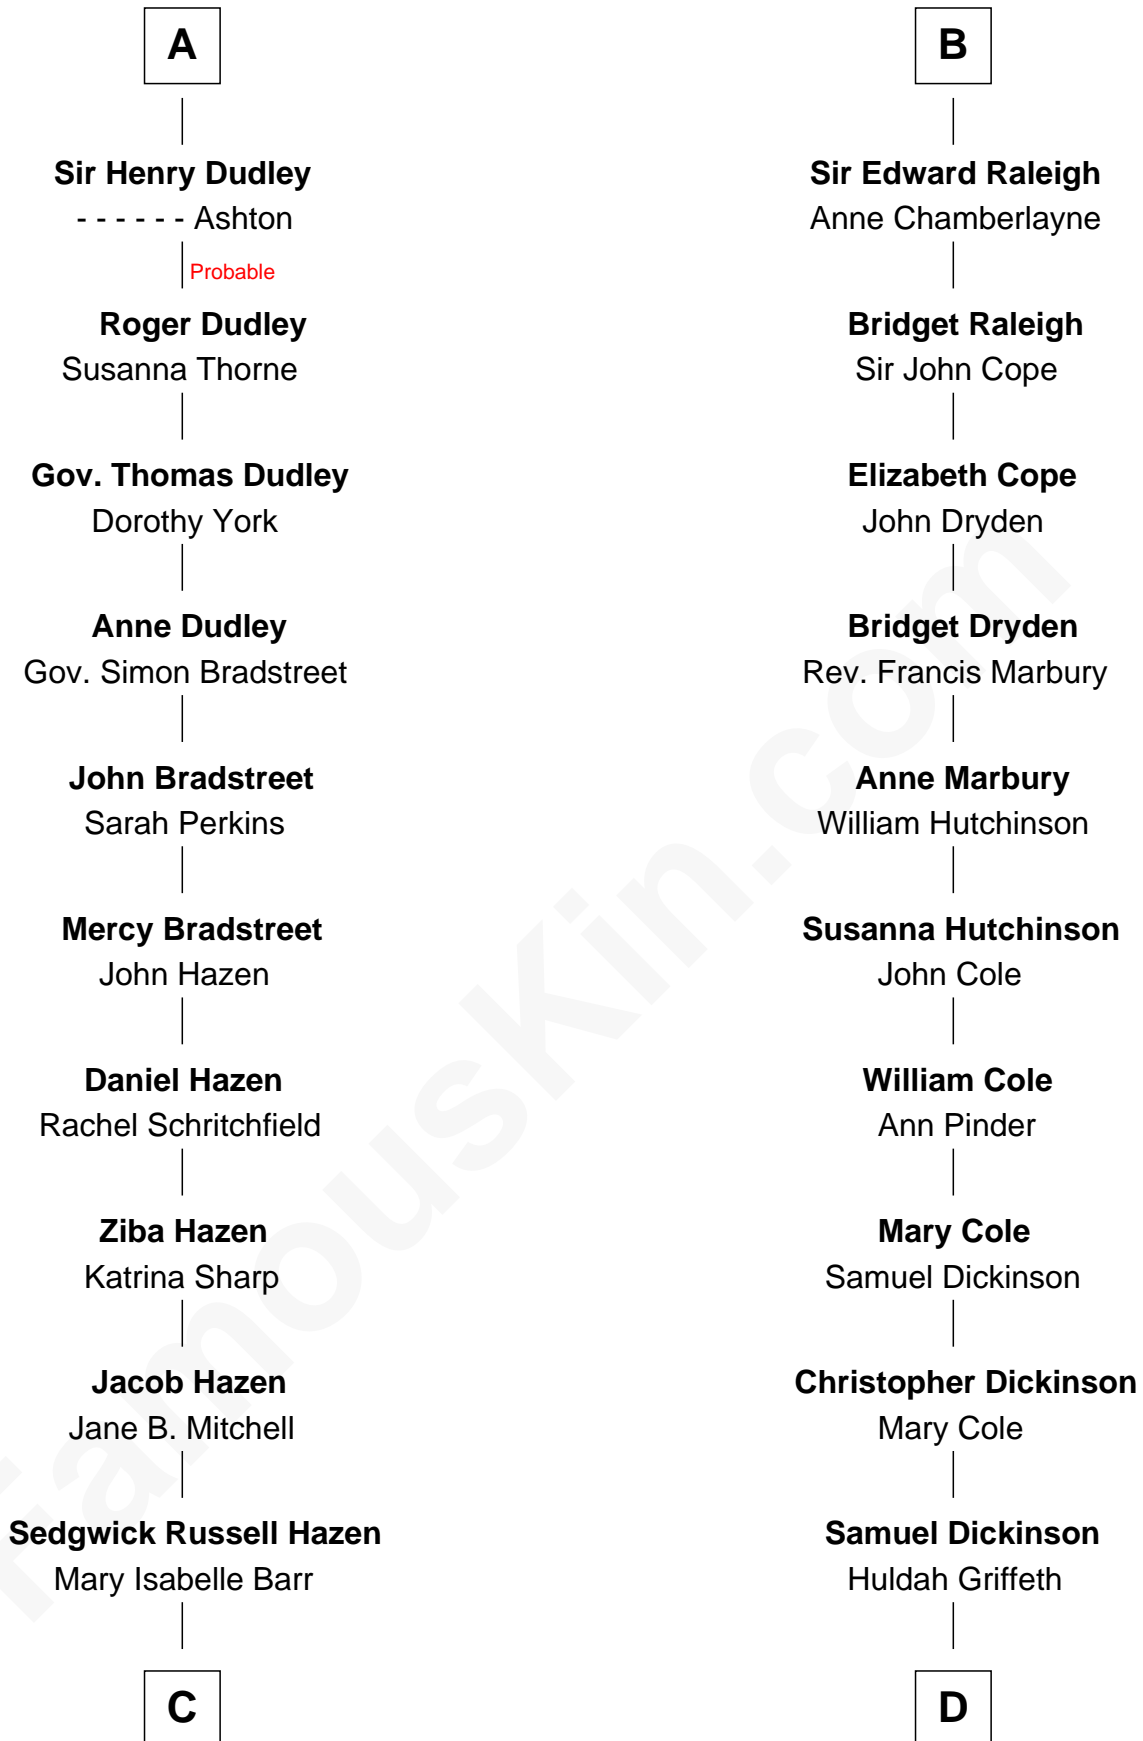 A
Sir Henry Dudley
- - - - - - Ashton
Probable
Roger Dudley
Susanna Thorne
Gov. Thomas Dudley
Dorothy York
Anne Dudley
Gov. Simon Bradstreet
John Bradstreet
Sarah Perkins
Mercy Bradstreet
John Hazen
Daniel Hazen
Rachel Schritchfield
Ziba Hazen
Katrina Sharp
Jacob Hazen
Jane B. Mitchell
Sedgwick Russell Hazen
Mary Isabelle Barr
C
B
Sir Edward Raleigh
Anne Chamberlayne
Bridget Raleigh
Sir John Cope
Elizabeth Cope
John Dryden
Bridget Dryden
Rev. Francis Marbury
Anne Marbury
William Hutchinson
Susanna Hutchinson
John Cole
William Cole
Ann Pinder
Mary Cole
Samuel Dickinson
Christopher Dickinson
Mary Cole
Samuel Dickinson
Huldah Griffeth
D
FamousKin.com